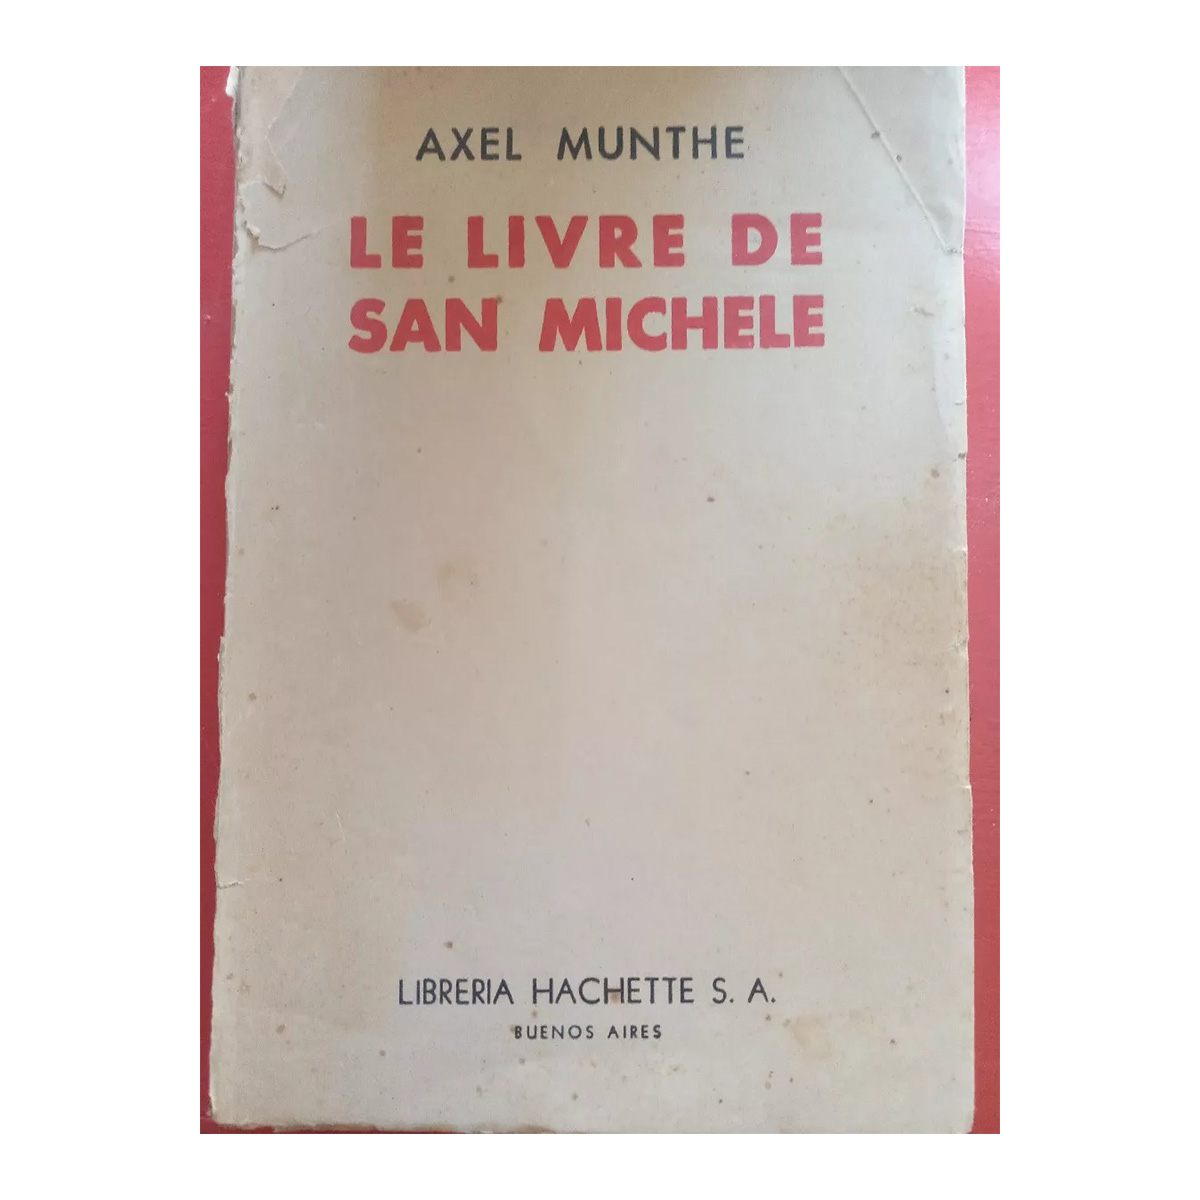 AXEL MUNTHE
LE LIVRE DE
SAN MICHELE
LIBRERIA HACHETTE S. A.
BUENOS AIRES